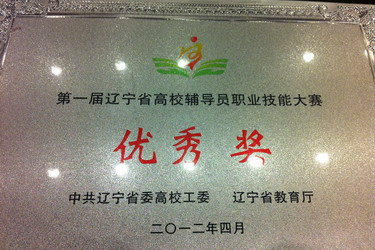 第一届辽宁省高校辅导员职业技能大赛
优秀奖
中共辽宁省委高校工委 辽宁省教育厅
二〇一二年四月